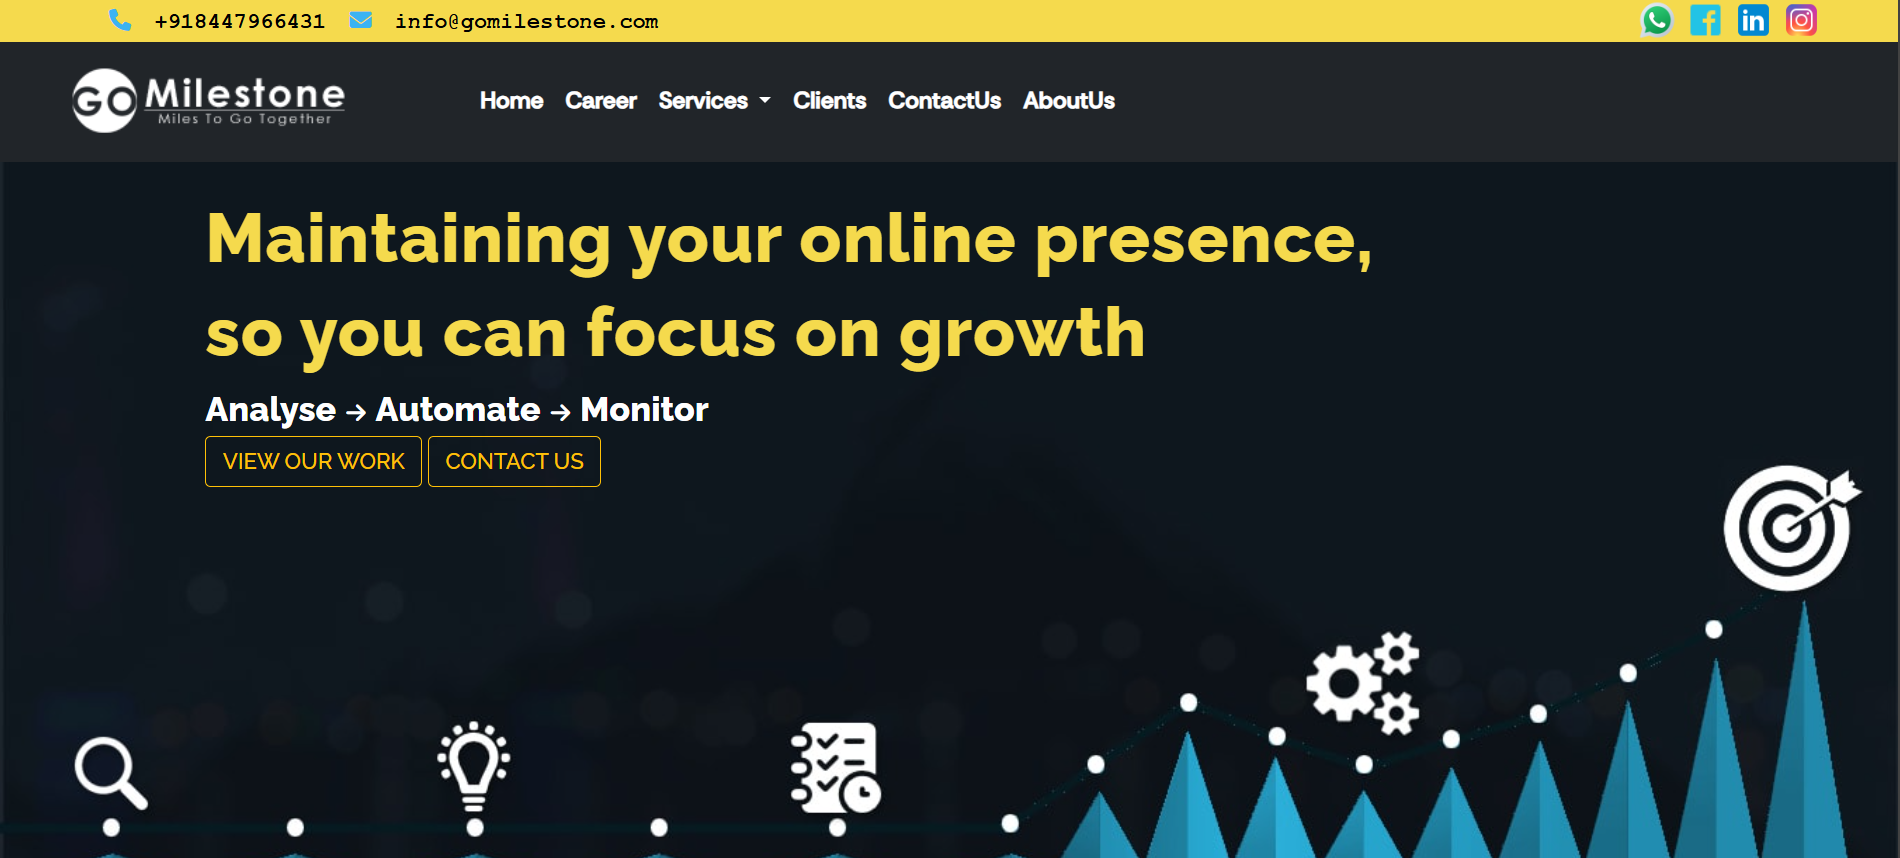 +918447966431 info@gomilestone.com
GO Milestone
Miles To Go Together
Home Career Services Clients ContactUs AboutUs
Maintaining your online presence,
so you can focus on growth
Analyse → Automate → Monitor
VIEW OUR WORK CONTACT US